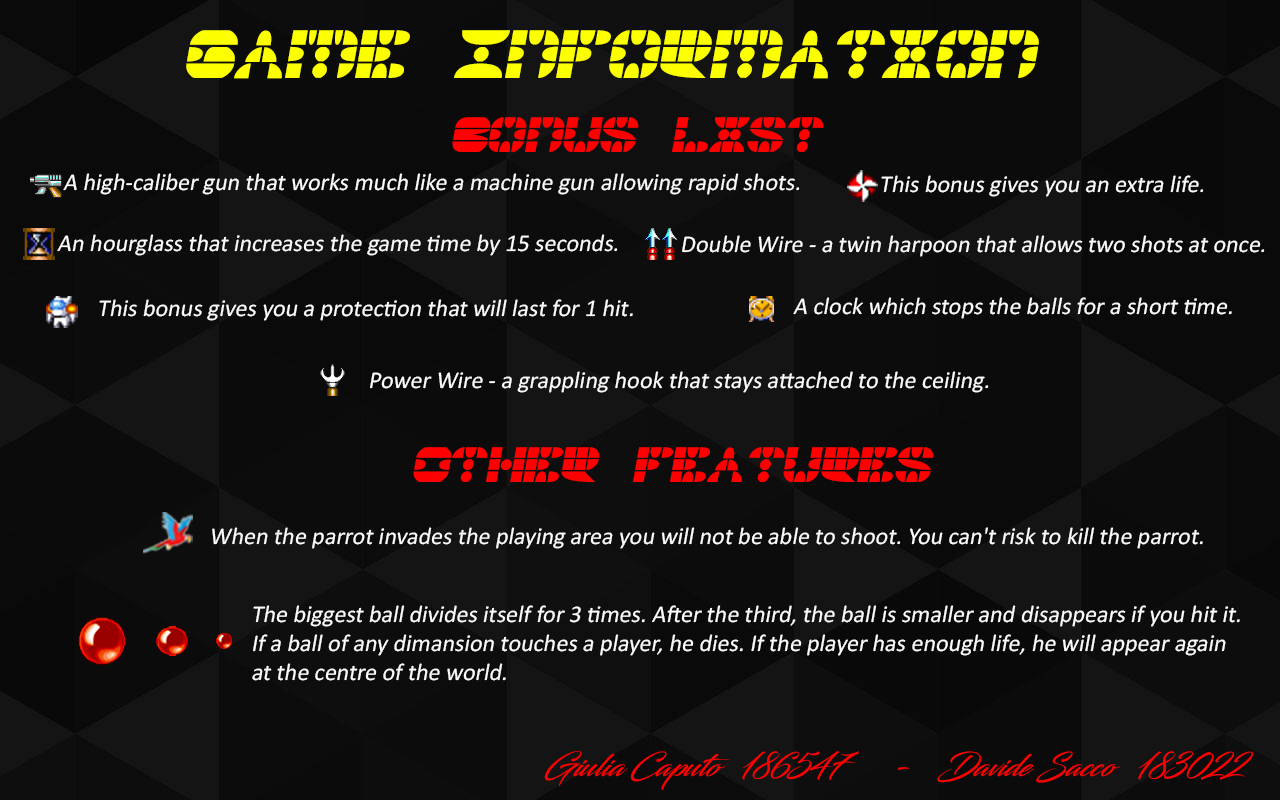 GAME INFORMATION
BONUS LIST
A high-caliber gun that works much like a machine gun allowing rapid shots.
This bonus gives you an extra life.
An hourglass that increases the game time by 15 seconds.
Double Wire - a twin harpoon that allows two shots at once.
This bonus gives you a protection that will last for 1 hit.
A clock which stops the balls for a short time.
Power Wire - a grappling hook that stays attached to the ceiling.
OTHER FEATURES
When the parrot invades the playing area you will not be able to shoot. You can't risk to kill the parrot.
The biggest ball divides itself for 3 times. After the third, the ball is smaller and disappears if you hit it.
If a ball of any dimansion touches a player, he dies. If the player has enough life, he will appear again
at the centre of the world.
Giulia Caputo 186547 - Davide Sacco 183022